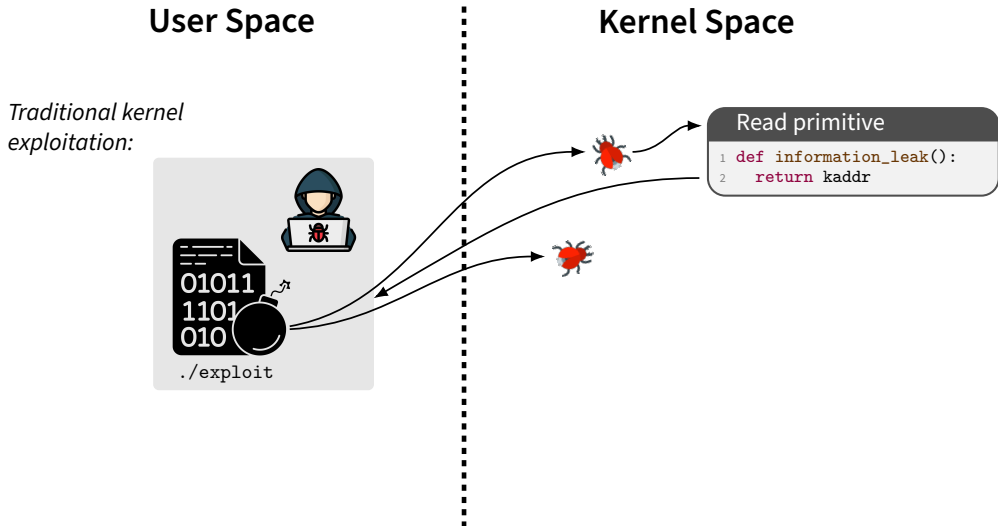 User Space
Kernel Space
Traditional kernel
exploitation:
Read primitive
1 def information_leak():
2   return kaddr
01011
1101
010
./exploit